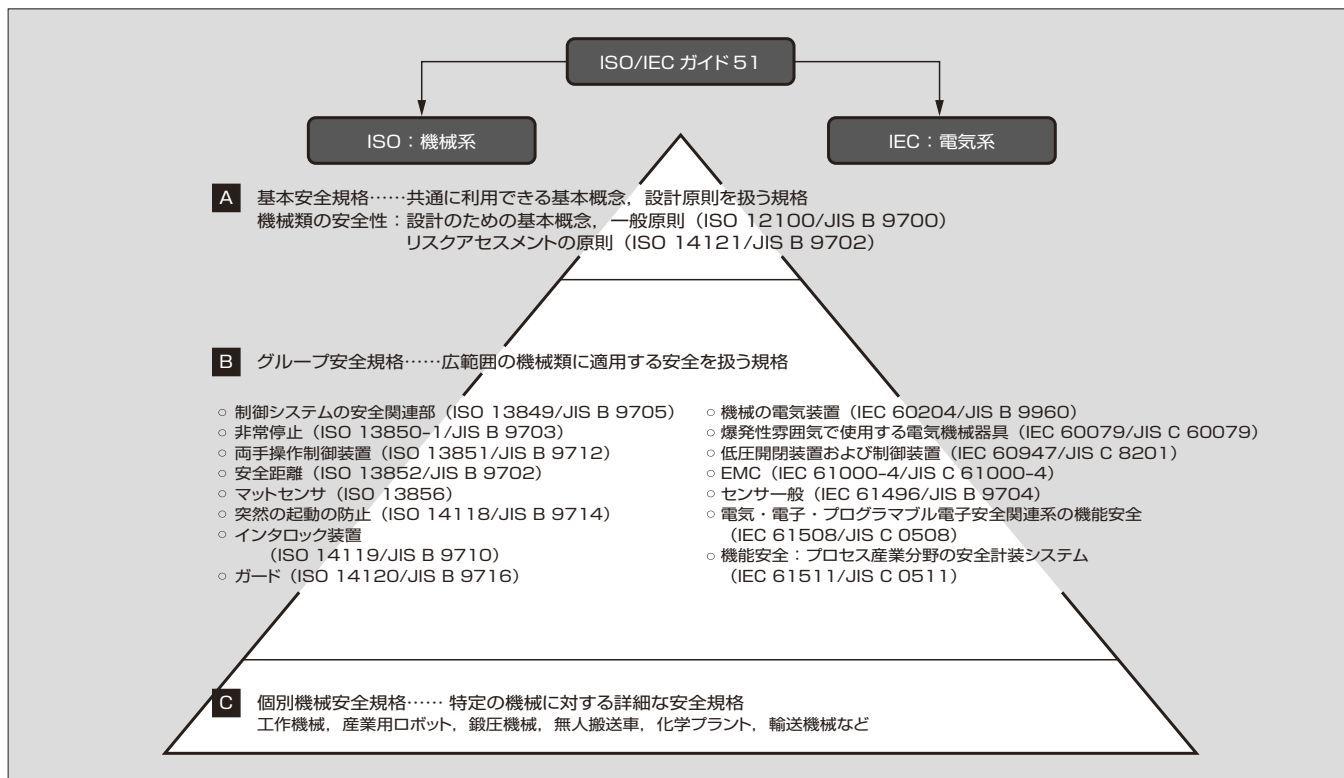 ISO/IEC ガイド51
ISO：機械系
IEC：電気系
A 基本安全規格……共通に利用できる基本概念，設計原則を扱う規格
機械類の安全性：設計のための基本概念，一般原則（ISO 12100/JIS B 9700）
リスクアセスメントの原則（ISO 14121/JIS B 9702）
B グループ安全規格……広範囲の機械類に適用する安全を扱う規格
○ 制御システムの安全関連部（ISO 13849/JIS B 9705）
○ 非常停止（ISO 13850-1/JIS B 9703）
○ 両手操作制御装置（ISO 13851/JIS B 9712）
○ 安全距離（ISO 13852/JIS B 9702）
○ マットセンサ（ISO 13856）
○ 突然の起動の防止（ISO 14118/JIS B 9714）
○ インタロック装置
（ISO 14119/JIS B 9710）
○ ガード（ISO 14120/JIS B 9716）
○ 機械の電気装置（IEC 60204/JIS B 9960）
○ 爆発性雰囲気で使用する電気機械器具（IEC 60079/JIS C 60079）
○ 低圧開閉装置および制御装置（IEC 60947/JIS C 8201）
○ EMC（IEC 61000-4/JIS C 61000-4）
○ センサ一般（IEC 61496/JIS B 9704）
○ 電気・電子・プログラマブル電子安全関連系の機能安全
（IEC 61508/JIS C 0508）
○ 機能安全：プロセス産業分野の安全計装システム
（IEC 61511/JIS C 0511）
C 個別機械安全規格…… 特定の機械に対する詳細な安全規格
工作機械，産業用ロボット，鍛圧機械，無人搬送車，化学プラント，輸送機械など